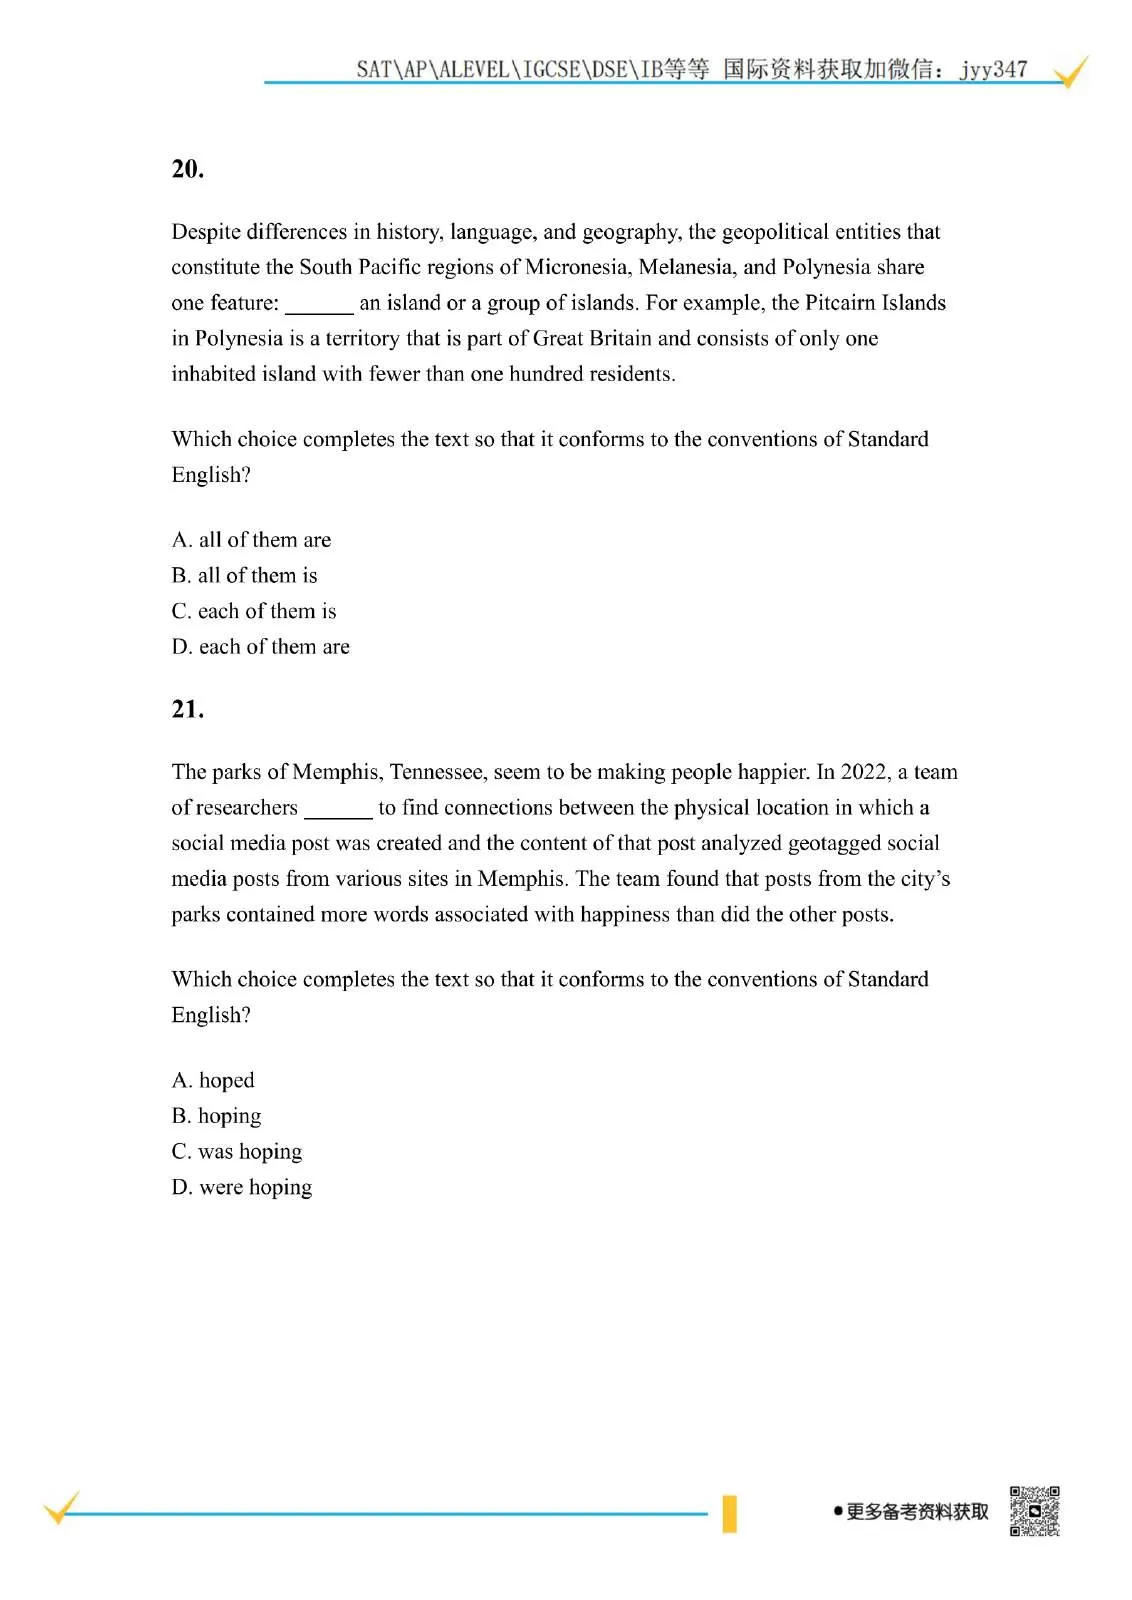 SAT\AP\ALEVEL\IGCSE\DSE\IB等等 国际资料获取加微信：jyy347
20.
Despite differences in history, language, and geography, the geopolitical entities that
constitute the South Pacific regions of Micronesia, Melanesia, and Polynesia share
one feature: ______ an island or a group of islands. For example, the Pitcairn Islands
in Polynesia is a territory that is part of Great Britain and consists of only one
inhabited island with fewer than one hundred residents.
Which choice completes the text so that it conforms to the conventions of Standard
English?
A. all of them are
B. all of them is
C. each of them is
D. each of them are
21.
The parks of Memphis, Tennessee, seem to be making people happier. In 2022, a team
of researchers ______ to find connections between the physical location in which a
social media post was created and the content of that post analyzed geotagged social
media posts from various sites in Memphis. The team found that posts from the city’s
parks contained more words associated with happiness than did the other posts.
Which choice completes the text so that it conforms to the conventions of Standard
English?
A. hoped
B. hoping
C. was hoping
D. were hoping
•更多备考资料获取